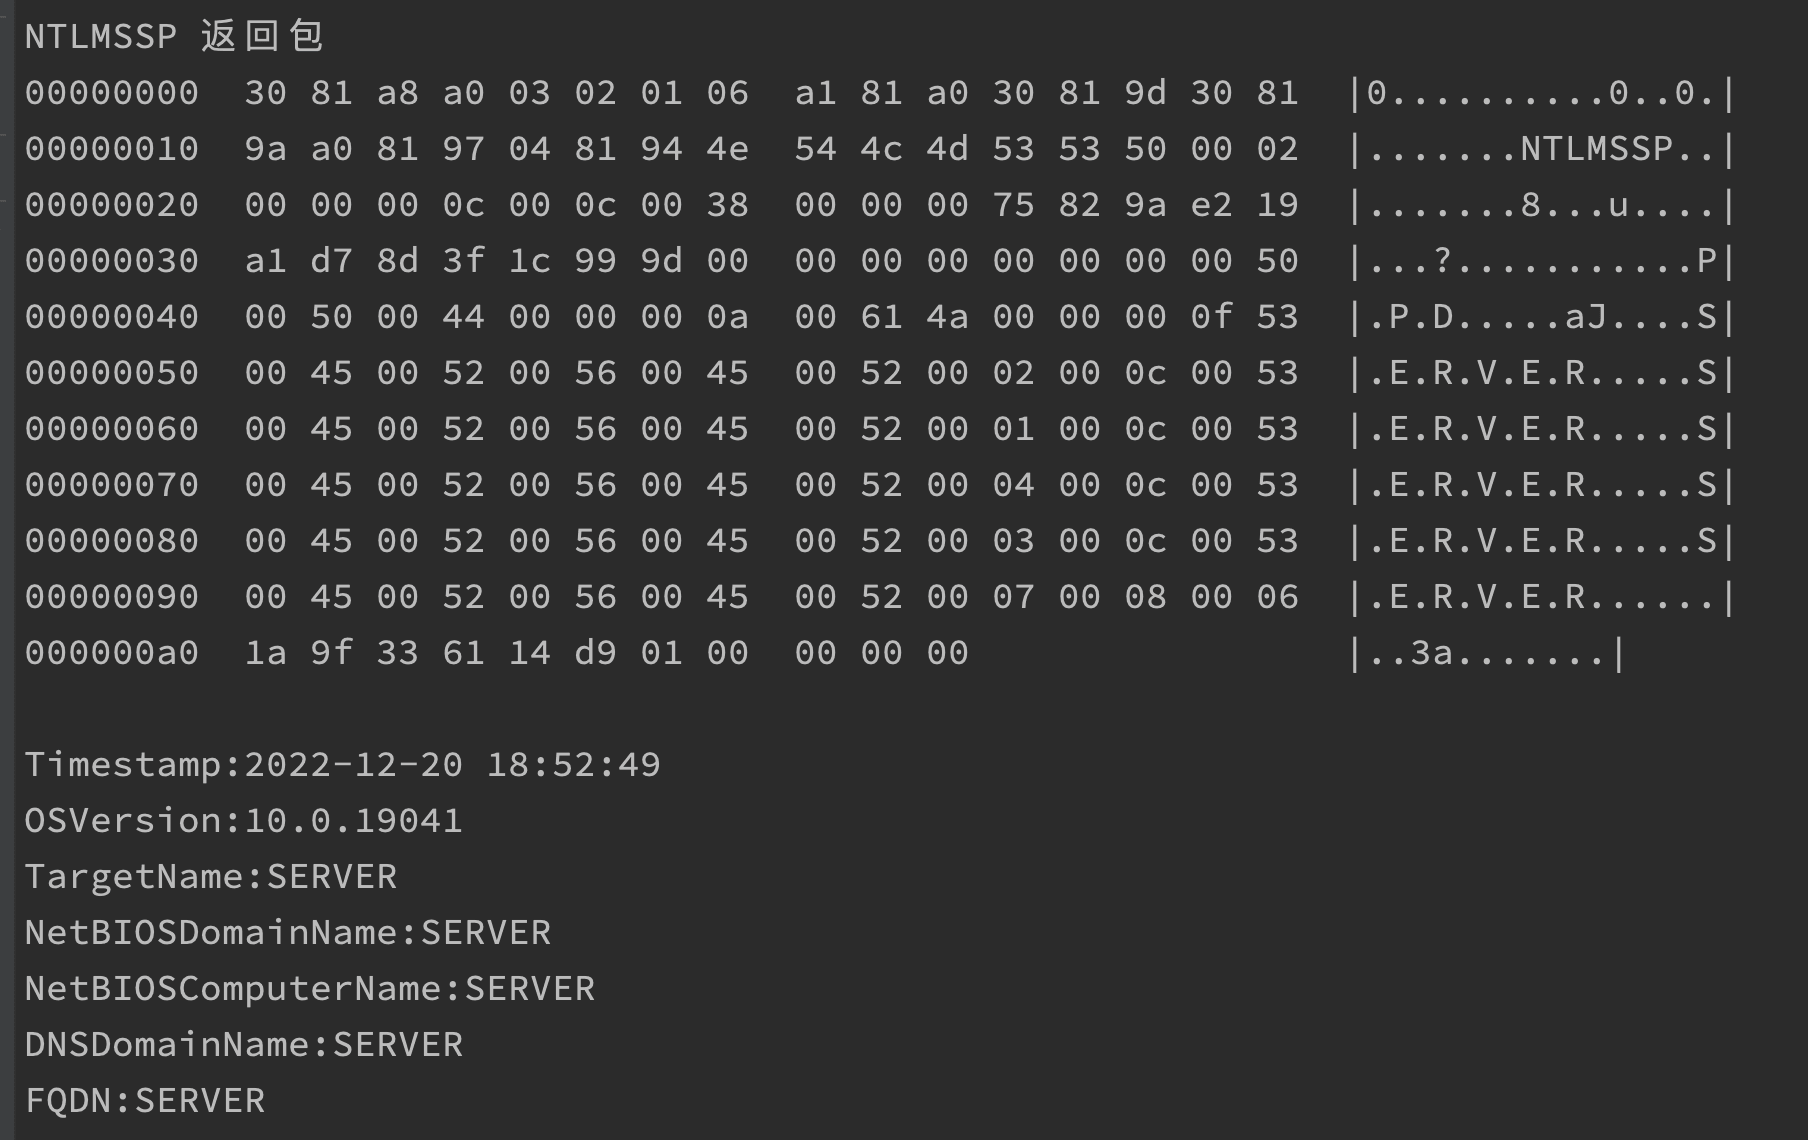 NTLMSSP 返回包
00000000  30 81 a8 a0 03 02 01 06  a1 81 a0 30 81 9d 30 81  |0..........0..0.|
00000010  9a a0 81 97 04 81 94 4e  54 4c 4d 53 53 50 00 02  |.......NTLMSSP..|
00000020  00 00 00 0c 00 0c 00 38  00 00 00 75 82 9a e2 19  |.......8...u....|
00000030  a1 d7 8d 3f 1c 99 9d 00  00 00 00 00 00 00 00 50  |...?...........P|
00000040  00 50 00 44 00 00 00 0a  00 61 4a 00 00 00 0f 53  |.P.D.....aJ....S|
00000050  00 45 00 52 00 56 00 45  00 52 00 02 00 0c 00 53  |.E.R.V.E.R.....S|
00000060  00 45 00 52 00 56 00 45  00 52 00 01 00 0c 00 53  |.E.R.V.E.R.....S|
00000070  00 45 00 52 00 56 00 45  00 52 00 04 00 0c 00 53  |.E.R.V.E.R.....S|
00000080  00 45 00 52 00 56 00 45  00 52 00 03 00 0c 00 53  |.E.R.V.E.R.....S|
00000090  00 45 00 52 00 56 00 45  00 52 00 07 00 08 00 06  |.E.R.V.E.R......|
000000a0  1a 9f 33 61 14 d9 01 00  00 00 00                 |..3a.......|
Timestamp:2022-12-20 18:52:49
OSVersion:10.0.19041
TargetName:SERVER
NetBIOSDomainName:SERVER
NetBIOSComputerName:SERVER
DNSDomainName:SERVER
FQDN:SERVER